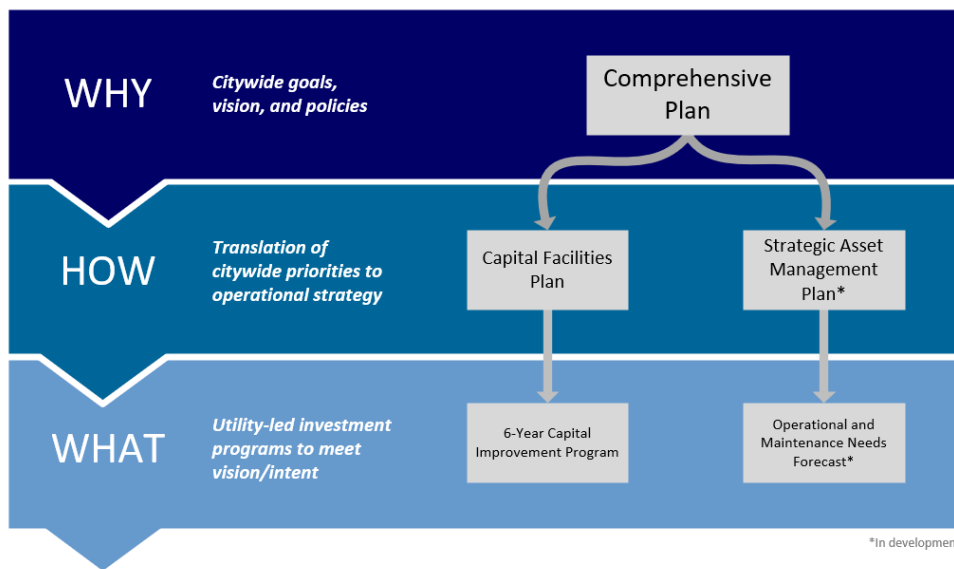 WHY
Citywide goals,
vision, and policies
Comprehensive
Plan
HOW
Translation of
citywide priorities to
operational strategy
Capital Facilities
Plan
Strategic Asset
Management
Plan*
WHAT
Utility-led investment
programs to meet
vision/intent
6-Year Capital
Improvement Program
Operational and
Maintenance Needs
Forecast*
*In developmen